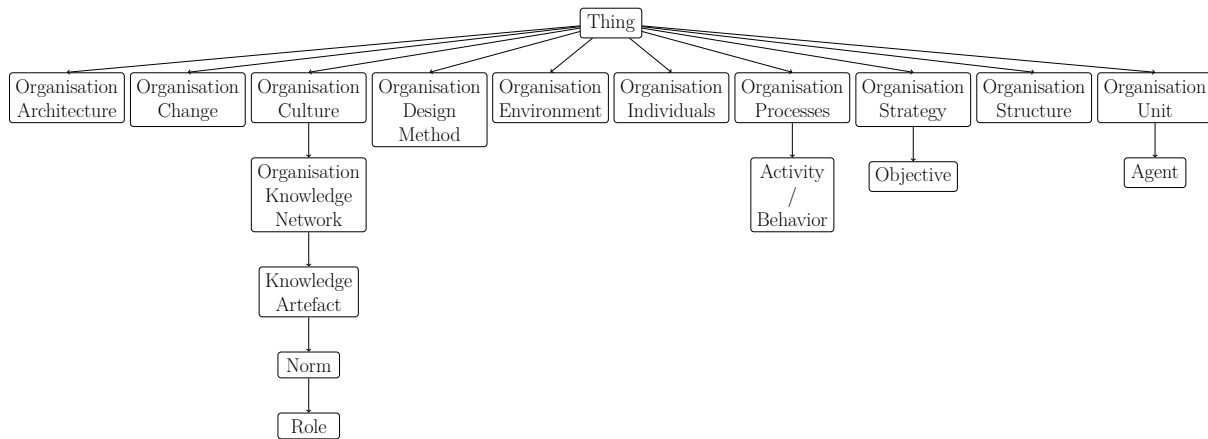 Thing
Organisation
Architecture
Organisation
Change
Organisation
Culture
Organisation
Design
Method
Organisation
Environment
Organisation
Individuals
Organisation
Processes
Organisation
Strategy
Organisation
Structure
Organisation
Unit
Organisation
Knowledge
Network
Activity
/
Behavior
Objective
Agent
Knowledge
Artefact
Norm
Role